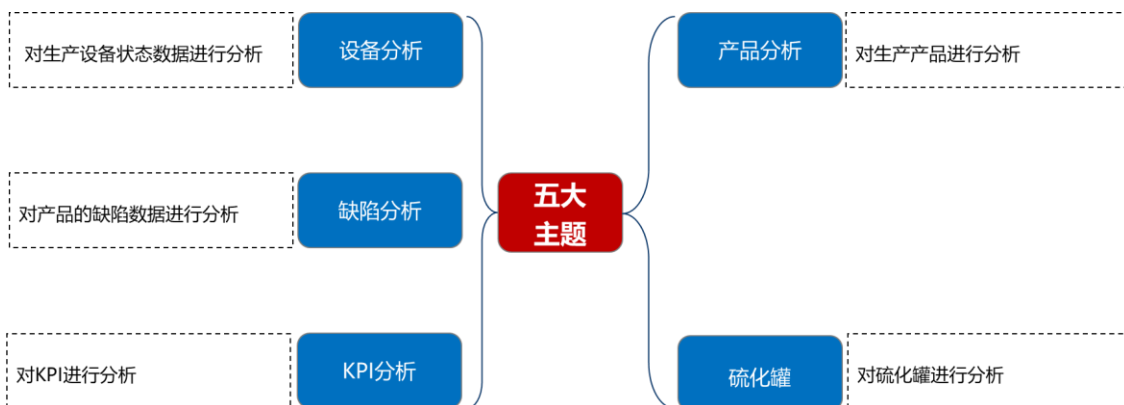 对生产设备状态数据进行分析
设备分析
产品分析
对生产产品进行分析
对产品的缺陷数据进行分析
缺陷分析
五大
主题
对KPI进行分析
KPI分析
硫化罐
对硫化罐进行分析